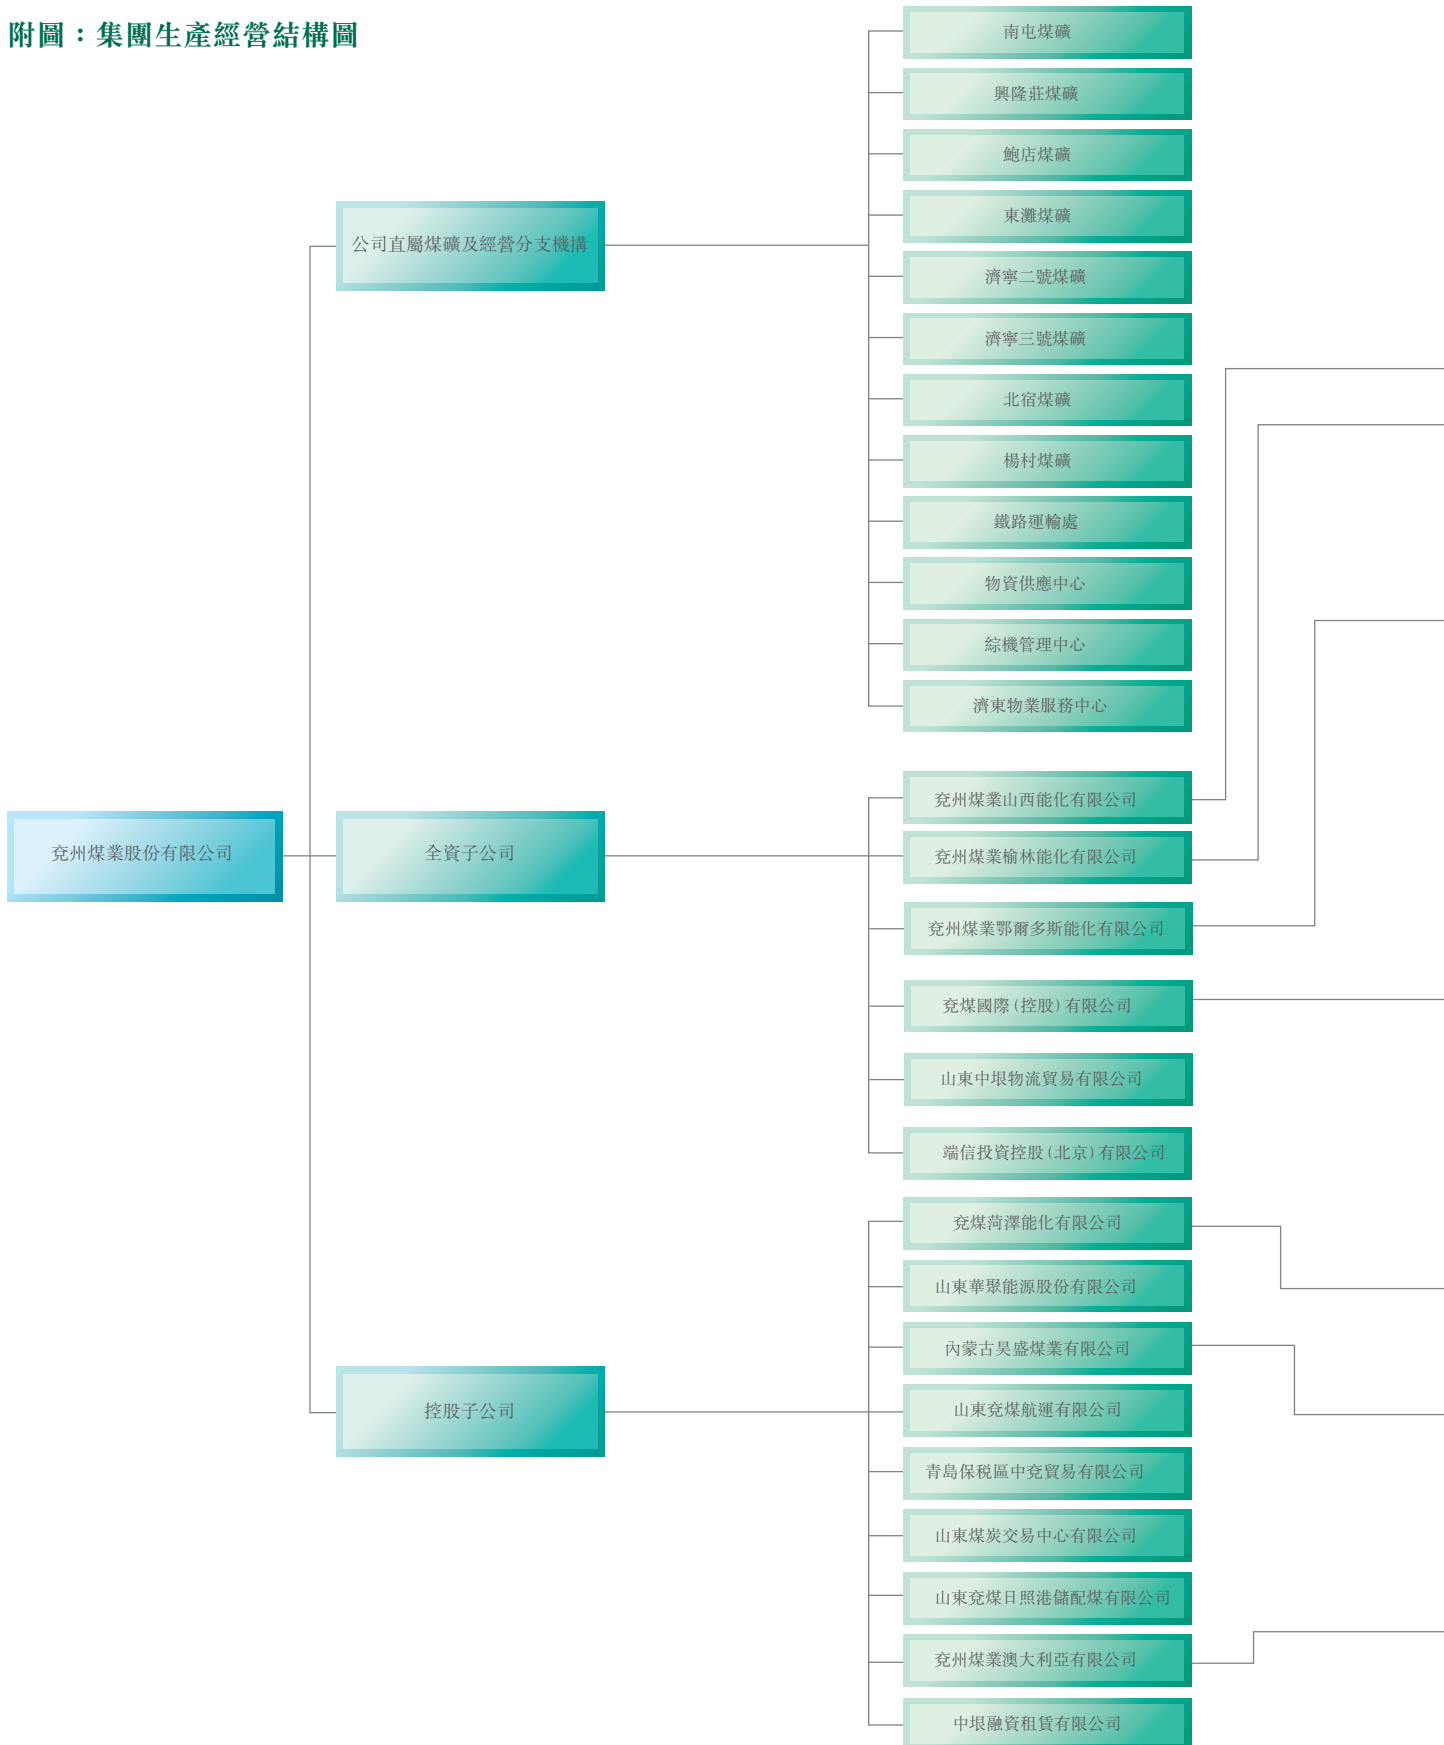 附圖：集團生產經營結構圖
南屯煤礦
興隆莊煤礦
鮑店煤礦
東灘煤礦
公司直屬煤礦及經營分支機搆
濟寧二號煤礦
濟寧三號煤礦
北宿煤礦
楊村煤礦
鐵路運輸處
物資供應中心
綜機管理中心
濟東物業服務中心
兗州煤業山西能化有限公司
兗州煤業股份有限公司
全資子公司
兗州煤業榆林能化有限公司
兗州煤業鄂爾多斯能化有限公司
兗煤國際(控股)有限公司
山東中垠物流貿易有限公司
端信投資控股(北京)有限公司
兗煤菏澤能化有限公司
山東華聚能源股份有限公司
內蒙古昊盛煤業有限公司
控股子公司
山東兗煤航運有限公司
青島保税區中兗貿易有限公司
山東煤炭交易中心有限公司
山東兗煤日照港儲配煤有限公司
兗州煤業澳大利亞有限公司
中垠融資租賃有限公司